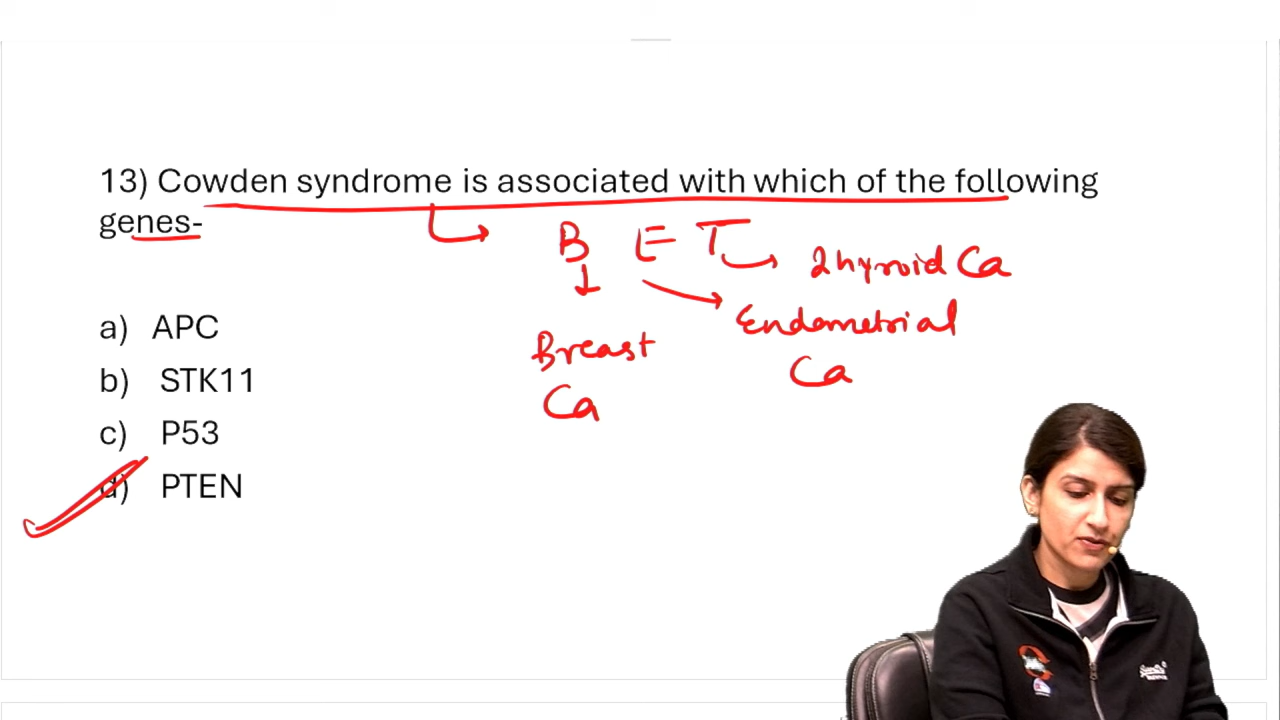 13) Cowden syndrome is associated with which of the following
genes-
B E T
Thyroid Ca
Endometrial
Ca
Breast
Ca
a) APC
b) STK11
c) P53
d) PTEN